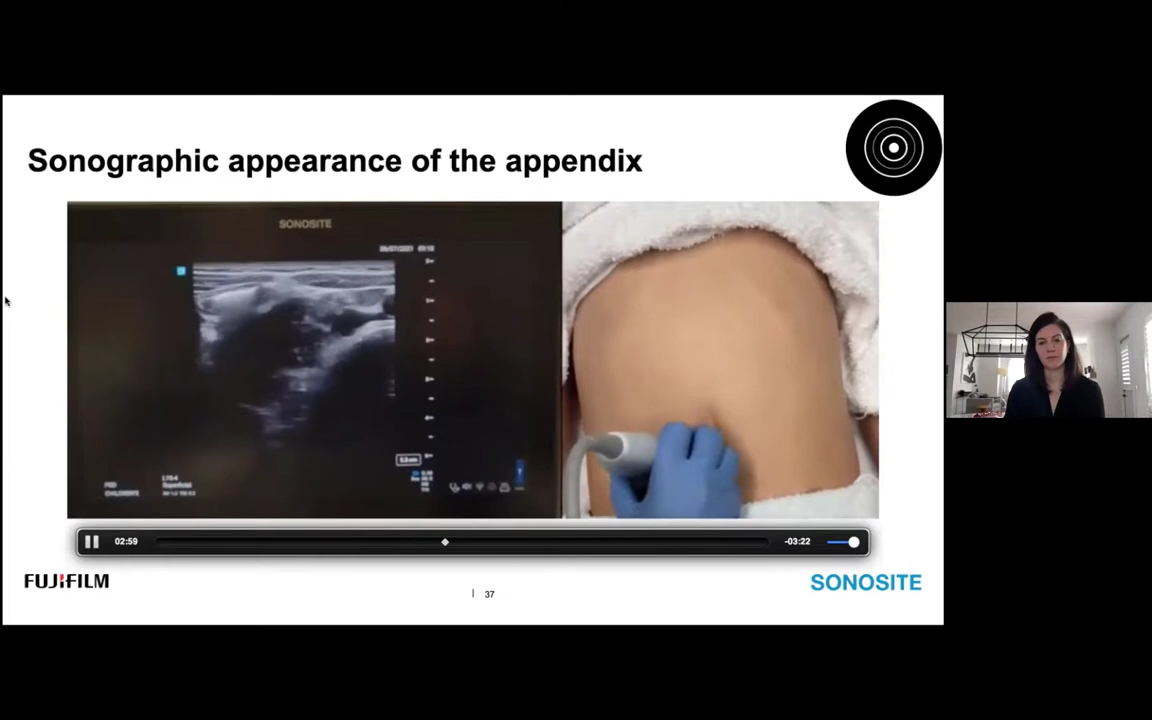 Sonographic appearance of the appendix
SONOSITE
02:59
-03:22
FUJIFILM
| 37
SONOSITE